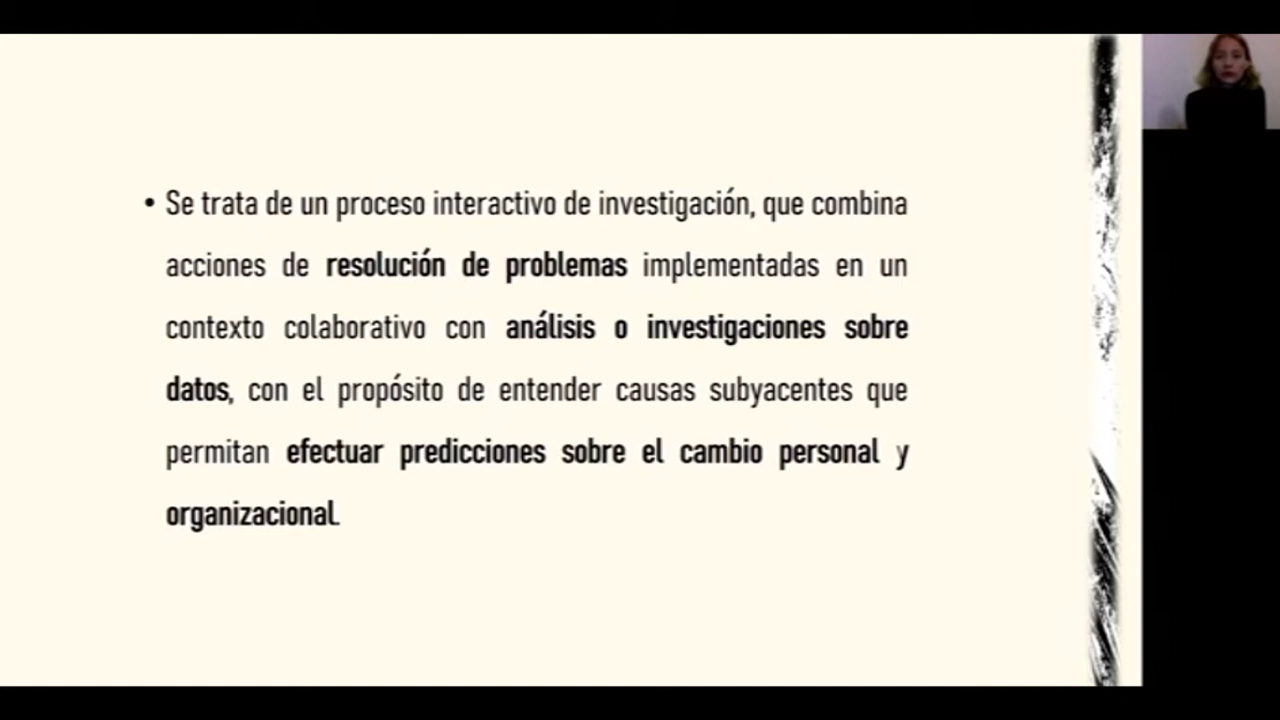 • Se trata de un proceso interactivo de investigación, que combina
acciones de resolución de problemas implementadas en un
contexto colaborativo con análisis o investigaciones sobre
datos, con el propósito de entender causas subyacentes que
permitan efectuar predicciones sobre el cambio personal y
organizacional.